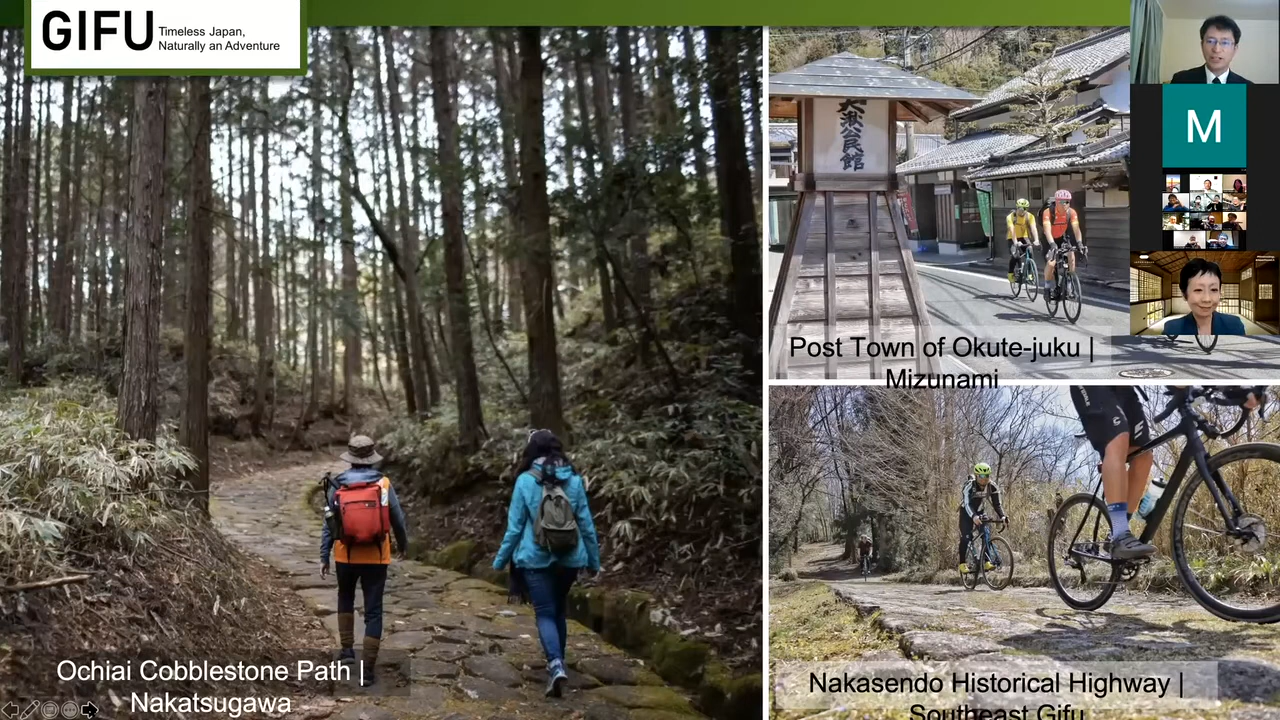 GIFU
Timeless Japan,
Naturally an Adventure
大湫公民館
M
Post Town of Okute-juku |
Mizunami
Ochiai Cobblestone Path |
Nakatsugawa
Nakasendo Historical Highway |
Southeast Gifu